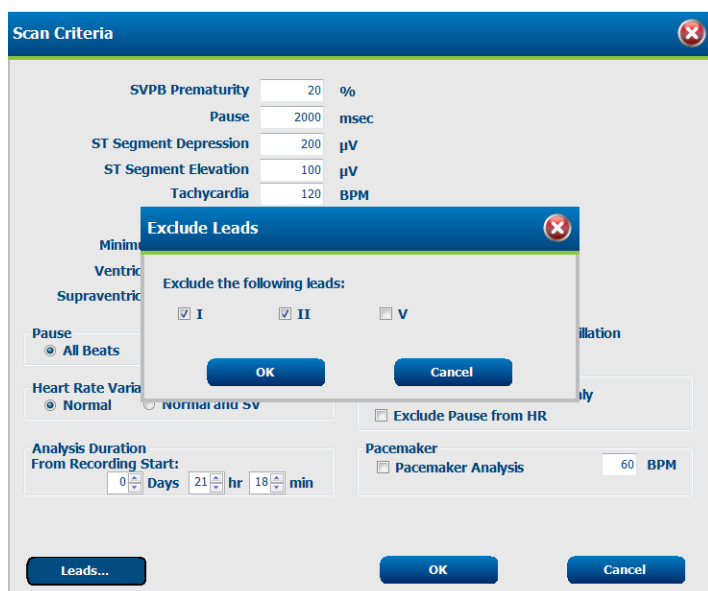 Scan Criteria
SVPB Prematurity 20 %
Pause 2000 msec
ST Segment Depression 200 µV
ST Segment Elevation 100 µV
Tachycardia 120 BPM
Exclude Leads
Exclude the following leads:
I II V
OK Cancel
Pause
All Beats
Heart Rate Varia
Normal Normal and SV
Exclude Pause from HR
Analysis Duration
From Recording Start:
0 Days 21 hr 18 min
Pacemaker
Pacemaker Analysis 60 BPM
Leads... OK Cancel